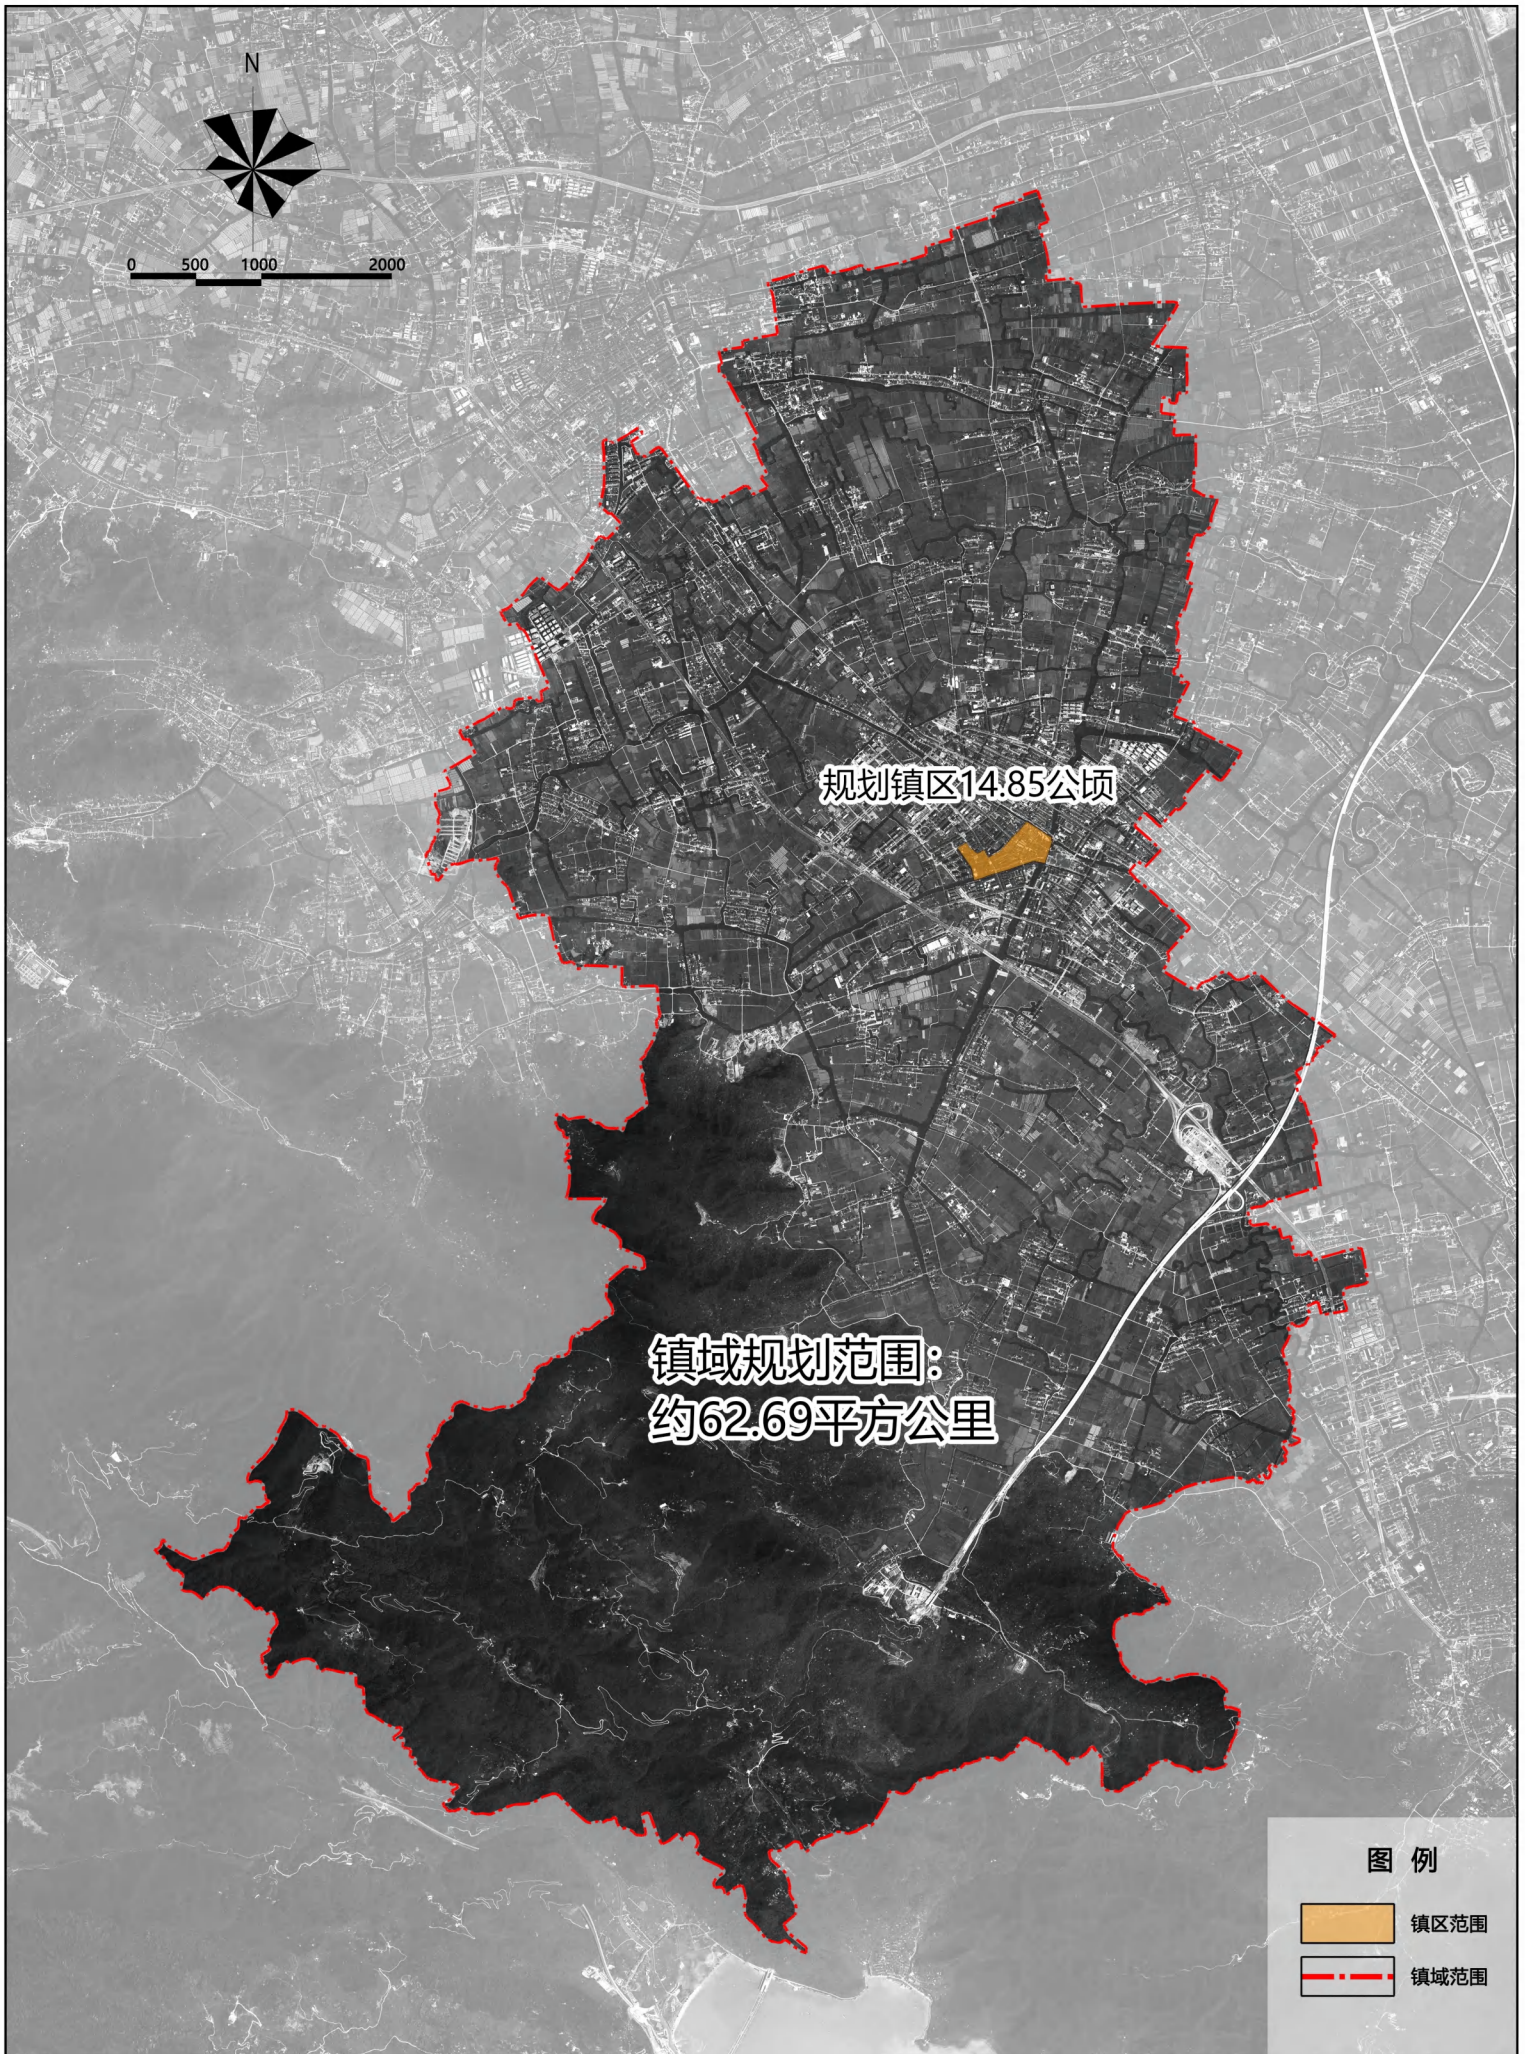 N
0 500 1000 2000
规划镇区14.85公顷
镇域规划范围：
约62.69平方公里
图 例
镇区范围
镇域范围